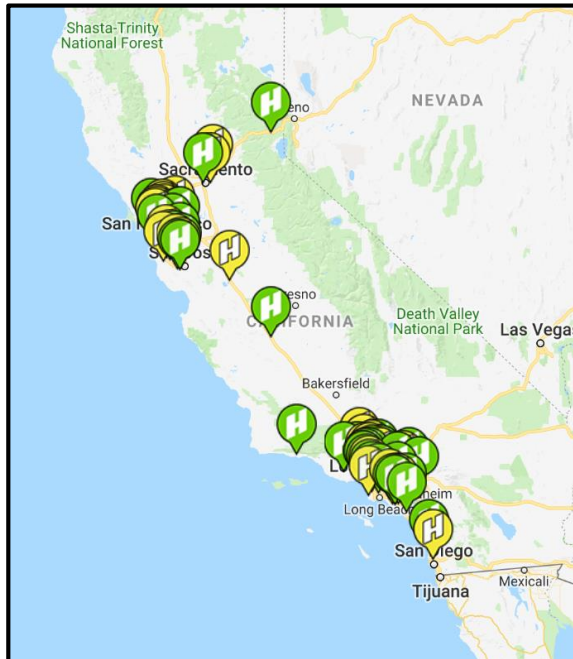 Shasta-Trinity
National Forest
NEVADA
Sacramento
Fresno
CALIFORNIA
Death Valley
National Park
Las Vegas
Bakersfield
Long Beach
San Diego
Tijuana
Mexicali